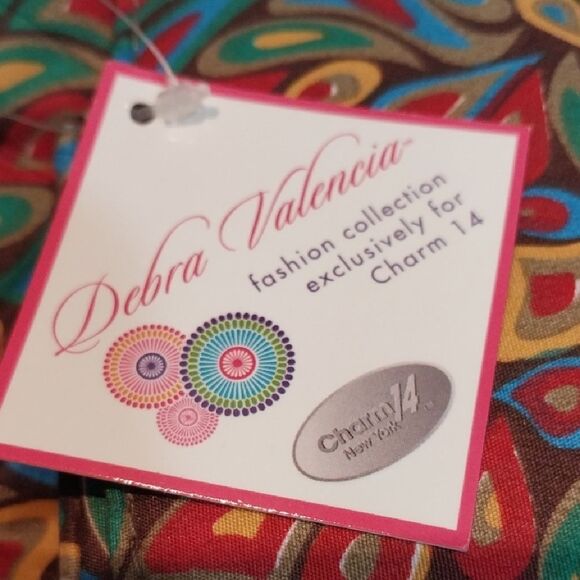 Debra Valencia
fashion collection
exclusively for
Charm 14
Charm 14
New York